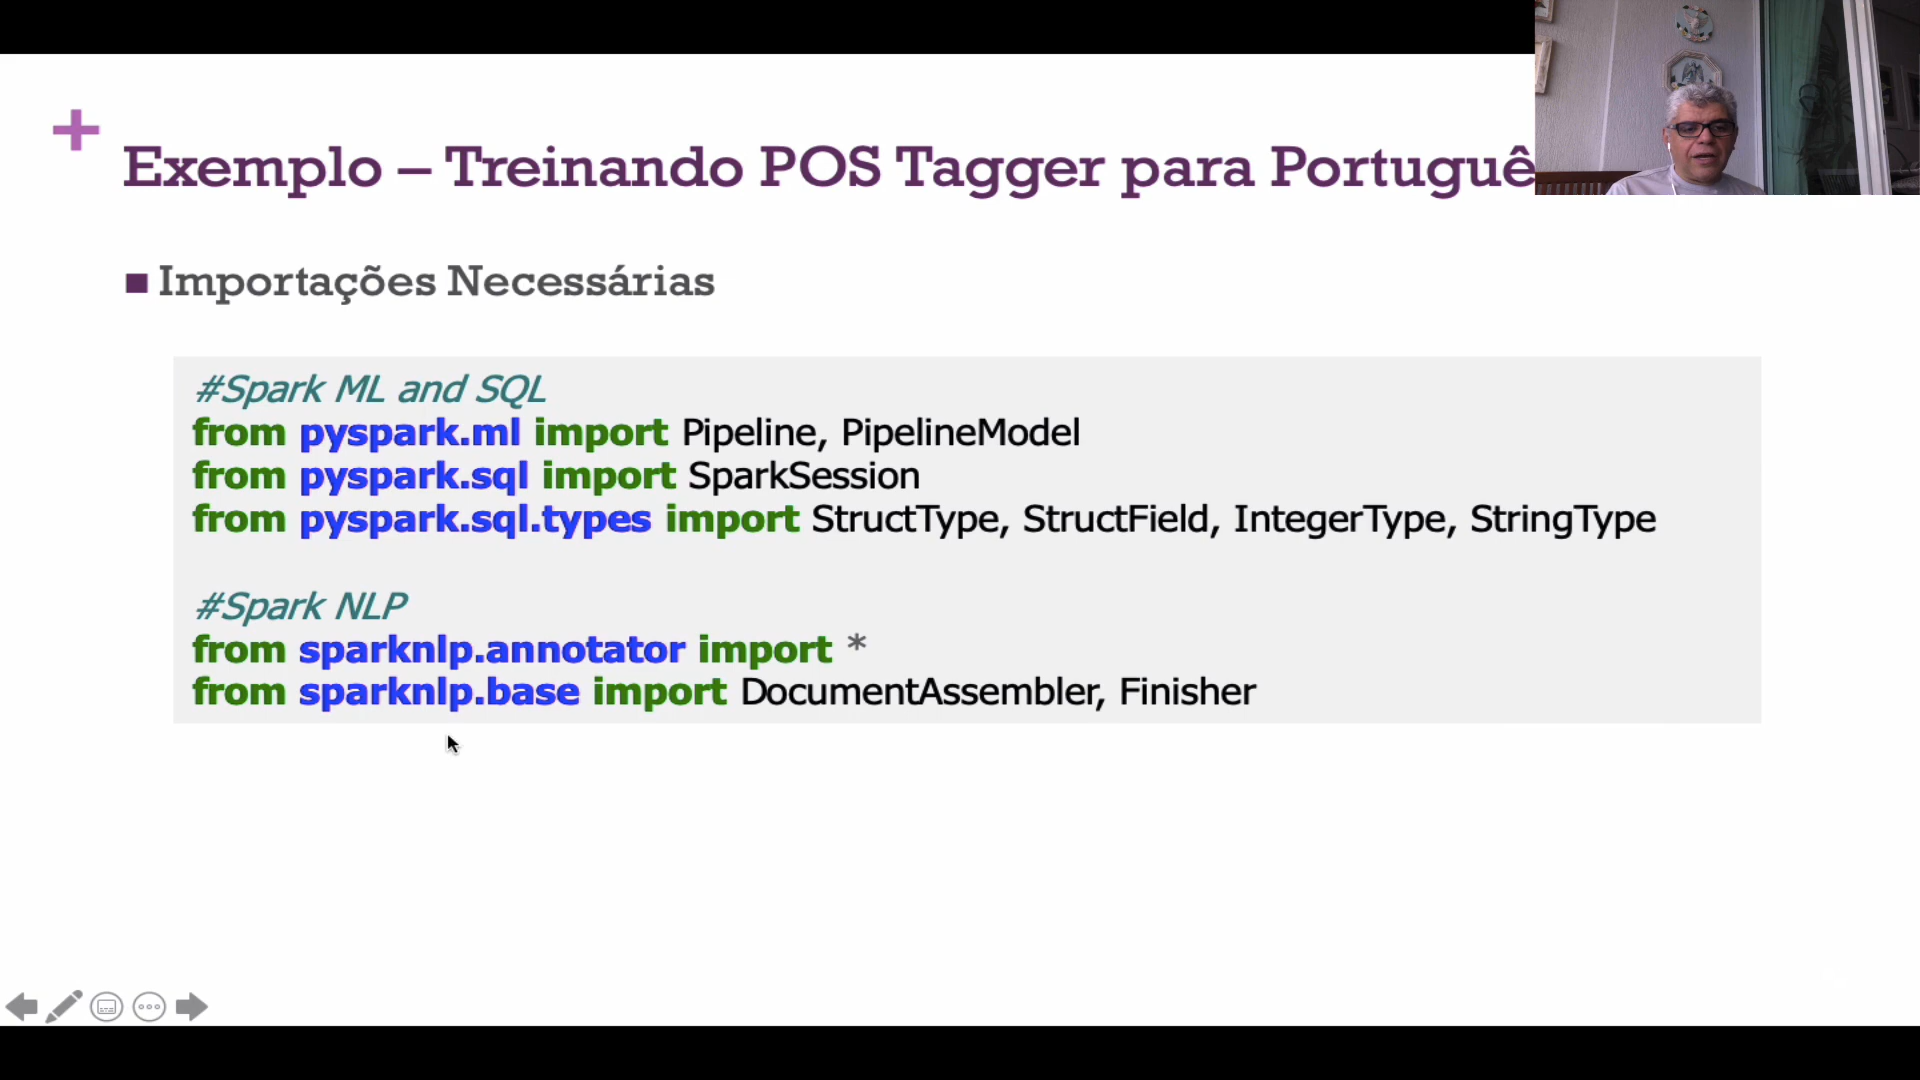 +
Exemplo – Treinando POS Tagger para Portuguê
Importações Necessárias
#Spark ML and SQL
from pyspark.ml import Pipeline, PipelineModel
from pyspark.sql import SparkSession
from pyspark.sql.types import StructType, StructField, IntegerType, StringType
#Spark NLP
from sparknlp.annotator import *
from sparknlp.base import DocumentAssembler, Finisher